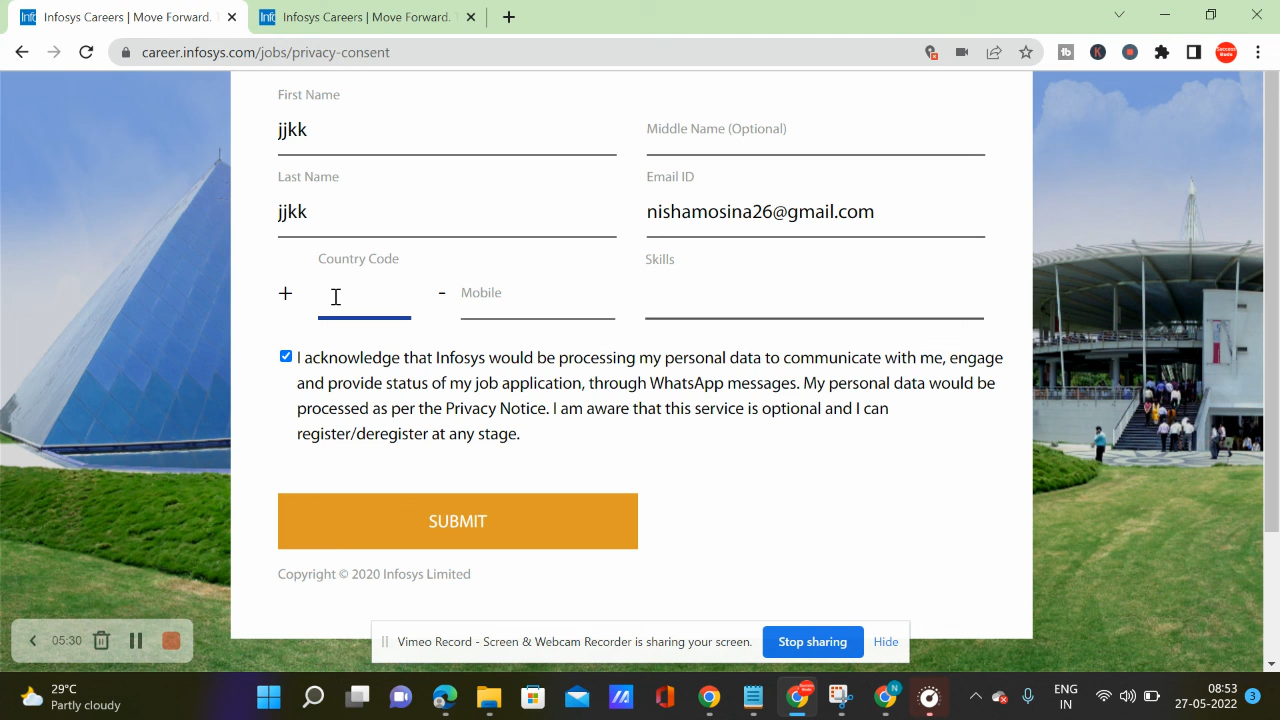 Infosys Careers | Move Forward.
Infosys Careers | Move Forward.
career.infosys.com/jobs/privacy-consent
First Name
jjkk
Middle Name (Optional)
Last Name
Email ID
jjkk
nishamosina26@gmail.com
Country Code
Skills
+
-
Mobile
I acknowledge that Infosys would be processing my personal data to communicate with me, engage
and provide status of my job application, through WhatsApp messages. My personal data would be
processed as per the Privacy Notice. I am aware that this service is optional and I can
register/deregister at any stage.
SUBMIT
Copyright © 2020 Infosys Limited
05:30
Vimeo Record - Screen & Webcam Recorder is sharing your screen.
Stop sharing
Hide
29°C
Partly cloudy
ENG
IN
08:53
27-05-2022
3